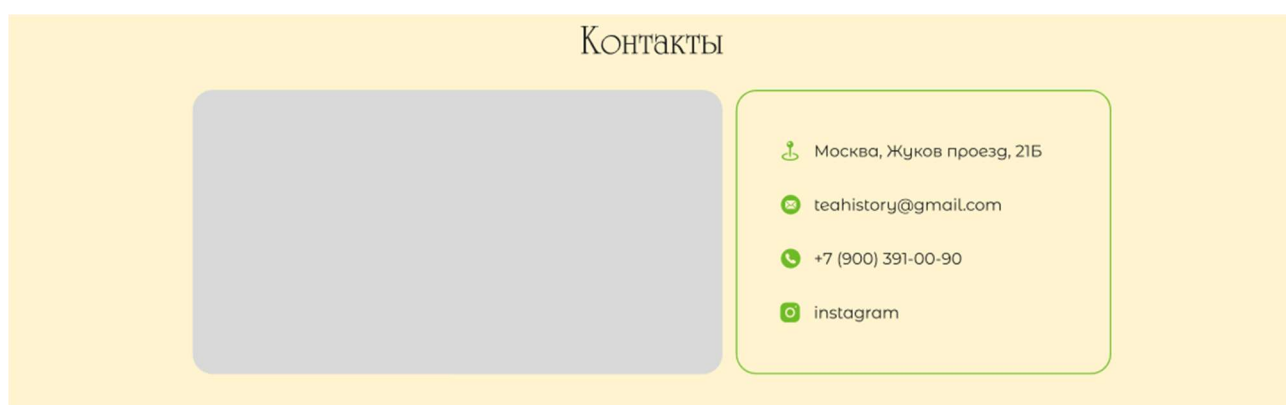 Контакты
Москва, Жуков проезд, 21Б
teahistory@gmail.com
+7 (900) 391-00-90
instagram